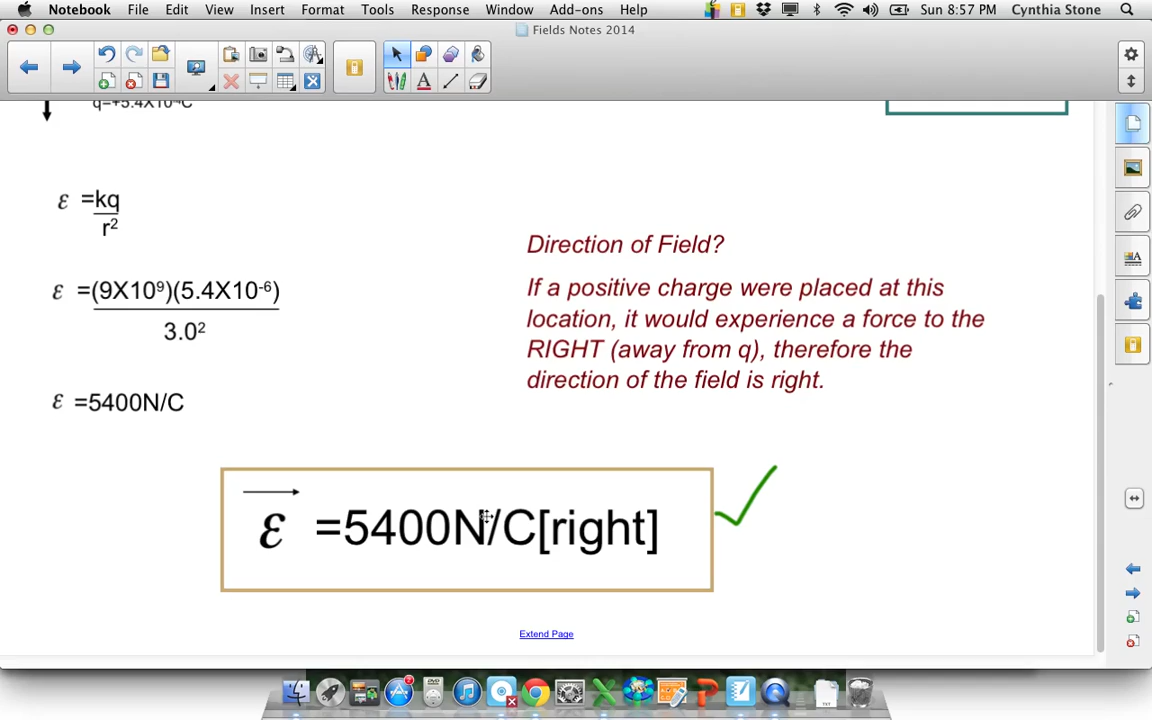 Notebook File Edit View Insert Format Tools Response Window Add-ons Help Sun 8:57 PM Cynthia Stone
Fields Notes 2014
ε =kq
r²
ε =(9X10⁹)(5.4X10⁻⁶)
3.0²
ε =5400N/C
Direction of Field?
If a positive charge were placed at this
location, it would experience a force to the
RIGHT (away from q), therefore the
direction of the field is right.
ε =5400N/C[right]
Extend Page